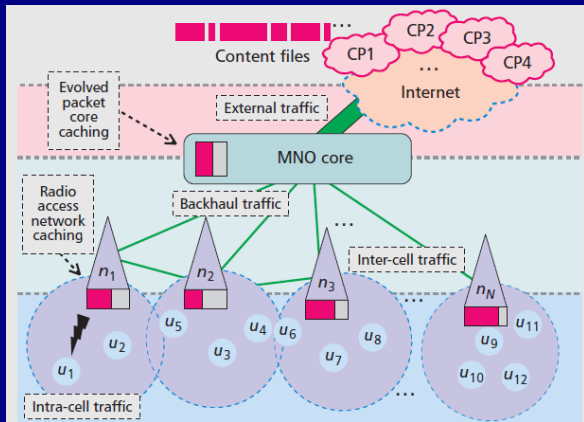 Content files
...
CP1
CP2
CP3
CP4
...
Internet
Evolved
packet
core
caching
External traffic
MNO core
Radio
access
network
caching
Backhaul traffic
...
Inter-cell traffic
n1
n2
n3
nN
...
u1
u2
u3
u4
u5
u6
u7
u8
u9
u10
u11
u12
Intra-cell traffic
...